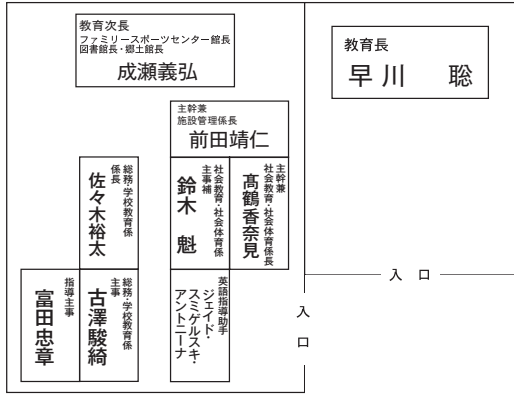 教育次長
ファミリースポーツセンター館長
図書館長・郷土館長
成瀬義弘
教育長
早川 聡
主幹兼
施設管理係長
前田靖仁
総務・学校教育係
係長
佐々木裕太
社会教育・社会体育係
主事補
鈴木 魁
主幹兼
社会教育・社会体育係長
髙鶴香奈見
指導主事
富田忠章
総務・学校教育係
主事
古澤駿綺
英語指導助手
ジェイド・
スミゲルスキ・
アントニーナ
入口
入口